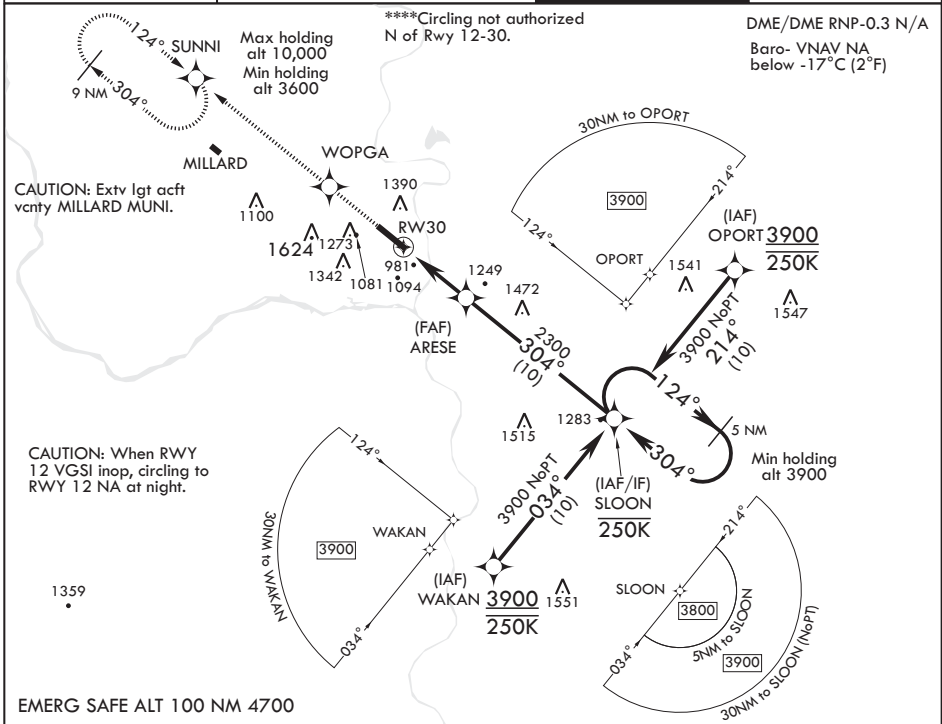 ****Circling not authorized
N of Rwy 12-30.
DME/DME RNP-0.3 N/A
Baro- VNAV NA
below -17°C (2°F)
124°
SUNNI
Max holding
alt 10,000
Min holding
alt 3600
9 NM
304°
MILLARD
WOPGA
CAUTION: Extv lgt acft
vcnty MILLARD MUNI.
1100
1390
RW30
1624
1273
1342
1081
981
1094
1249
1472
(FAF)
ARESE
2300
304°
(10)
30NM to OPORT
3900
214°
124°
OPORT
(IAF)
OPORT 3900
250K
1541
1547
3900 NoPT
214°
(10)
124°
5 NM
304°
Min holding
alt 3900
1283
1515
(IAF/IF)
SLOON
250K
3900 NoPT
034°
(10)
CAUTION: When RWY
12 VGSI inop, circling to
RWY 12 NA at night.
124°
30NM to WAKAN
3900
WAKAN
034°
(IAF)
WAKAN 3900
250K
1551
1359
214°
SLOON
3800
5NM to SLOON
034°
3900
30NM to SLOON (NoPT)
EMERG SAFE ALT 100 NM 4700